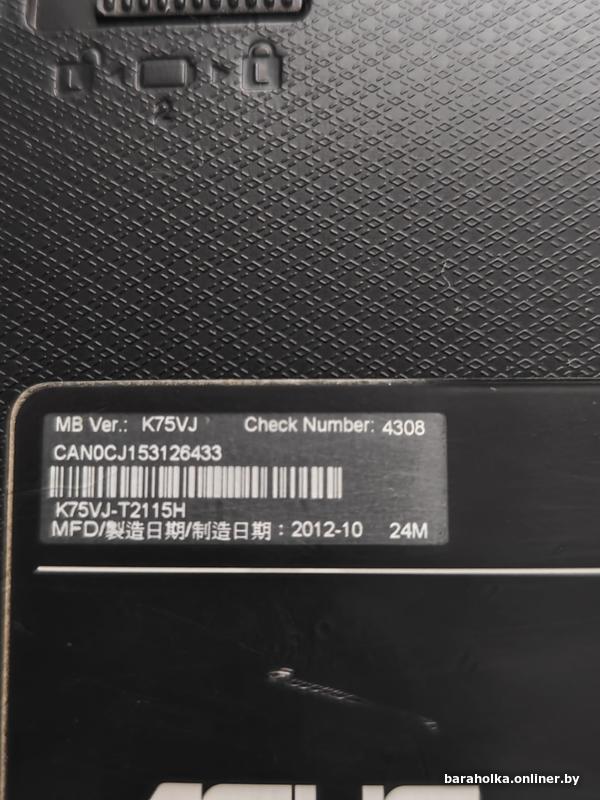 2
MB Ver.: K75VJ Check Number: 4308
CAN0CJ153126433
K75VJ-T2115H
MFD/製造日期/制造日期 : 2012-10 24M
baraholka.onliner.by